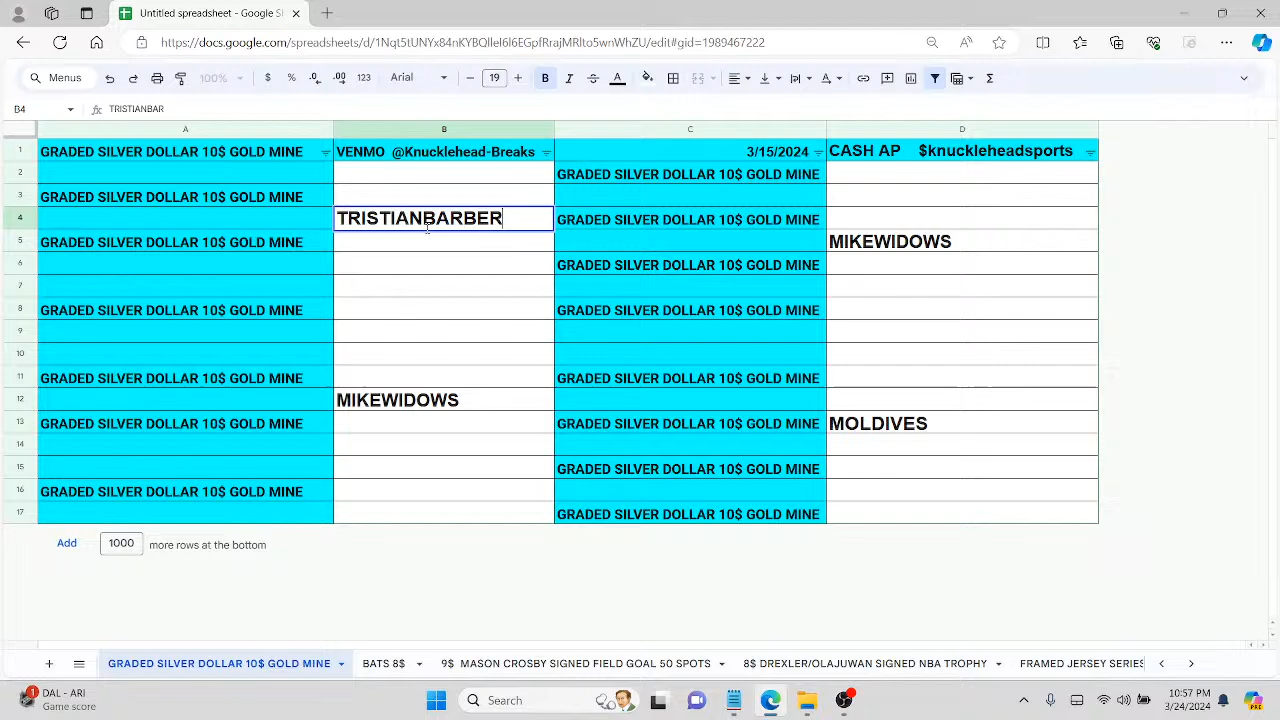 Untitled spreadsheet - Gold S
https://docs.google.com/spreadsheets/d/1Nqt5tUNYx84nKYBQlleI6I6EGpfRrajMRIto5wnWhZU/edit#gid=1989467222
Menus 100% $ % .0 .00 123 Arial 19 B I A
B4 fx TRISTIANBAR
A B C D
1 GRADED SILVER DOLLAR 10$ GOLD MINE VENMO @Knucklehead-Breaks 3/15/2024 CASH AP $knuckleheadsports
2 GRADED SILVER DOLLAR 10$ GOLD MINE
3 GRADED SILVER DOLLAR 10$ GOLD MINE
4 TRISTIANBARBER GRADED SILVER DOLLAR 10$ GOLD MINE
5 GRADED SILVER DOLLAR 10$ GOLD MINE MIKEWIDOWS
6 GRADED SILVER DOLLAR 10$ GOLD MINE
7
8 GRADED SILVER DOLLAR 10$ GOLD MINE GRADED SILVER DOLLAR 10$ GOLD MINE
9
10
11 GRADED SILVER DOLLAR 10$ GOLD MINE GRADED SILVER DOLLAR 10$ GOLD MINE
12 MIKEWIDOWS
13 GRADED SILVER DOLLAR 10$ GOLD MINE GRADED SILVER DOLLAR 10$ GOLD MINE MOLDIVES
14
15 GRADED SILVER DOLLAR 10$ GOLD MINE
16 GRADED SILVER DOLLAR 10$ GOLD MINE
17 GRADED SILVER DOLLAR 10$ GOLD MINE
Add 1000 more rows at the bottom
GRADED SILVER DOLLAR 10$ GOLD MINE BATS 8$ 9$ MASON CROSBY SIGNED FIELD GOAL 50 SPOTS 8$ DREXLER/OLAJUWAN SIGNED NBA TROPHY FRAMED JERSEY SERIES
1 DAL - ARI
Game score
Search
10:57 PM
3/24/2024